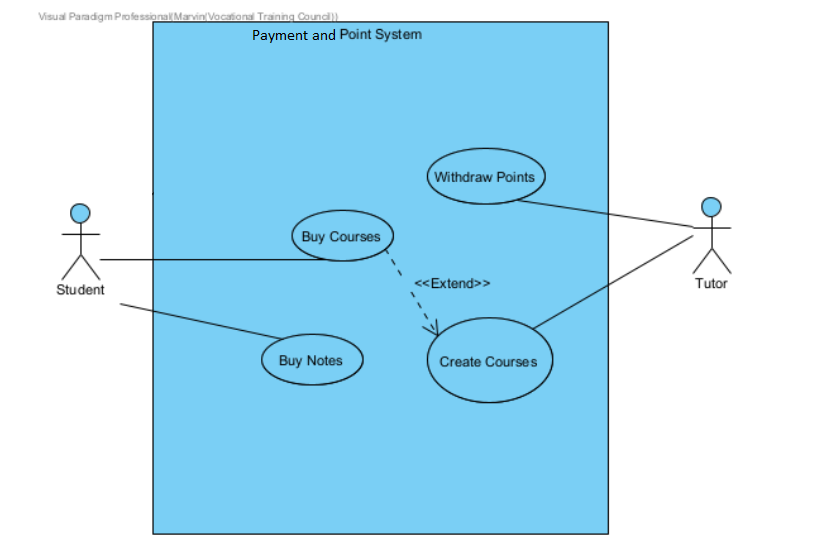 Visual Paradigm Professional(Marvin(Vocational Training Council))
Payment and Point System
Withdraw Points
Buy Courses
<<Extend>>
Student
Tutor
Buy Notes
Create Courses